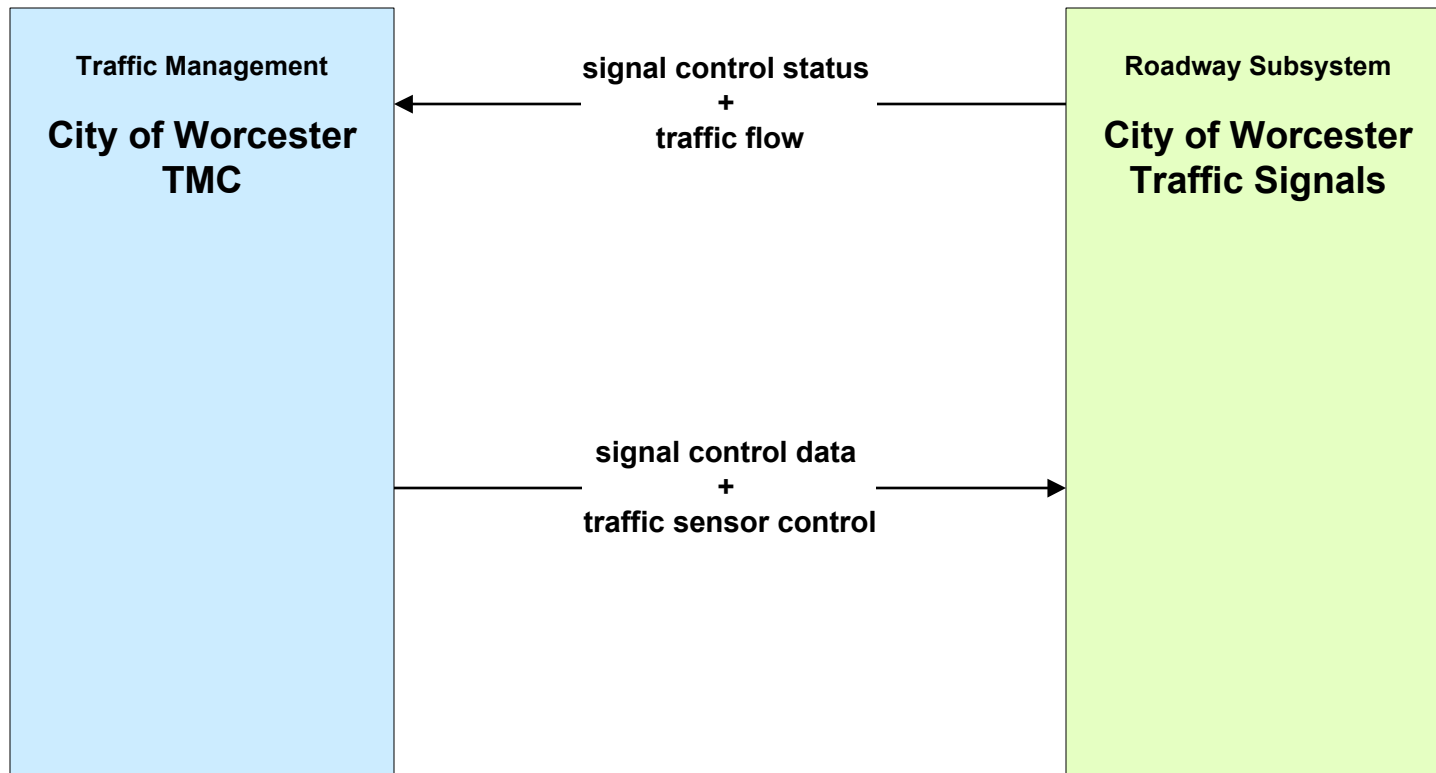 Traffic Management
City of Worcester
TMC
signal control status
+
traffic flow
signal control data
+
traffic sensor control
Roadway Subsystem
City of Worcester
Traffic Signals